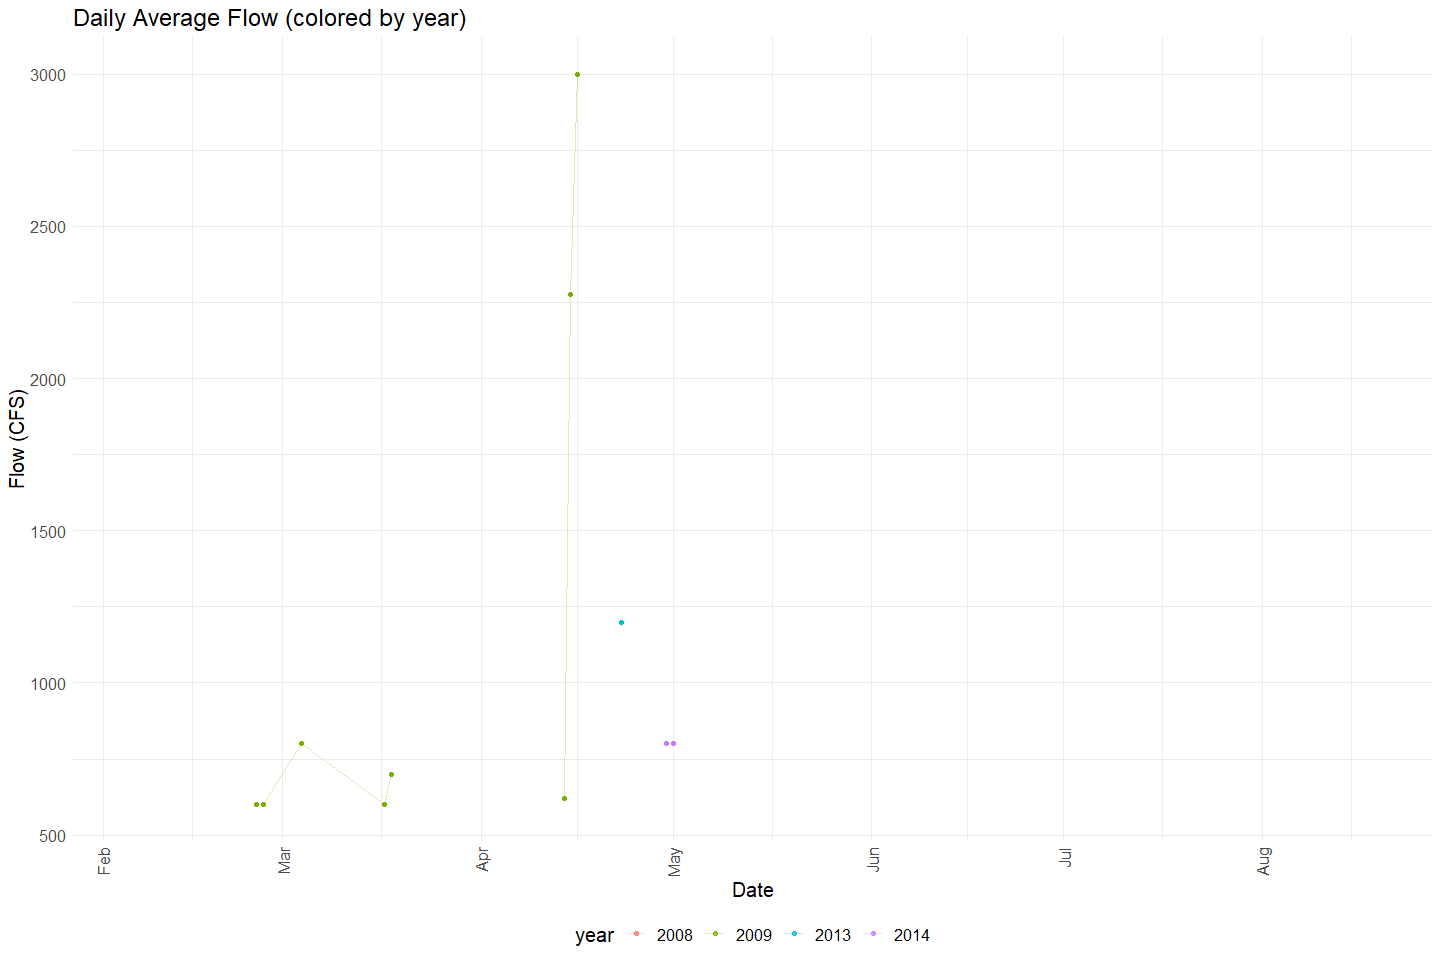 Daily Average Flow (colored by year)
3000
2500
2000
1500
1000
500
Flow (CFS)
Feb
Mar
Apr
May
Jun
Jul
Aug
Date
year 2008 2009 2013 2014